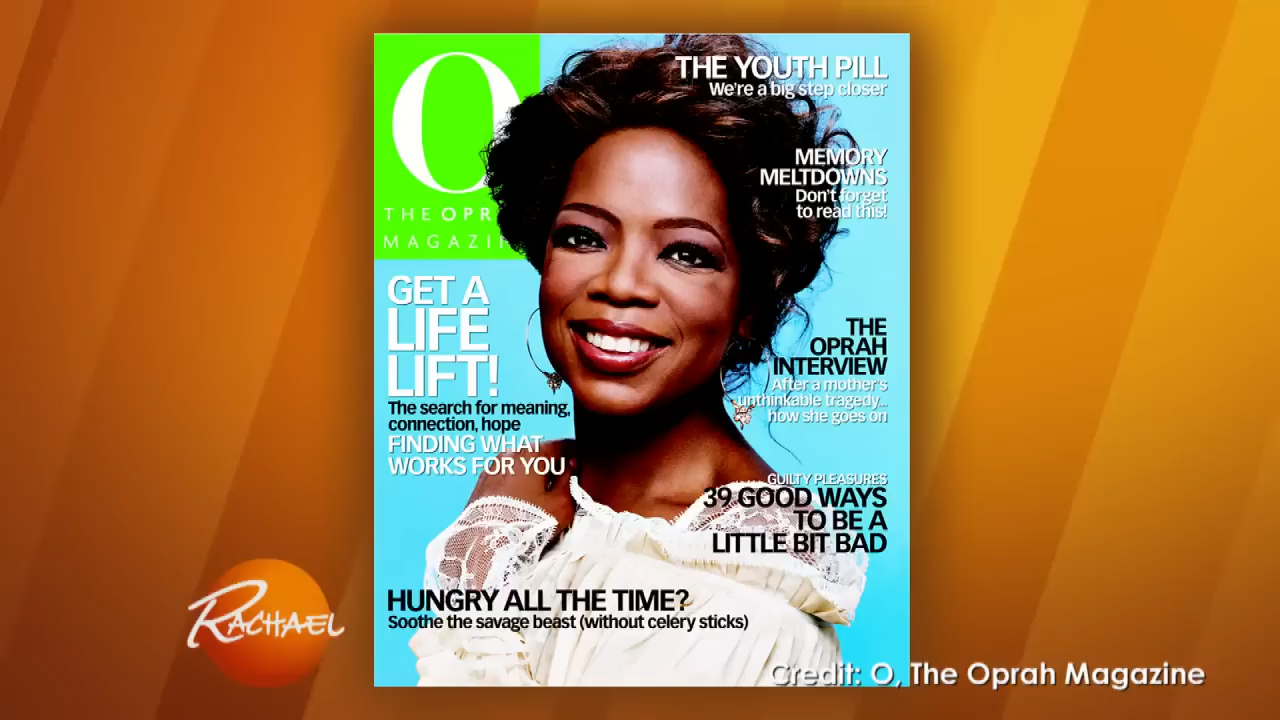 O
THE OPR
MAGAZI
THE YOUTH PILL
We're a big step closer
MEMORY
MELTDOWNS
Don't forget
to read this!
GET A
LIFE
LIFT!
The search for meaning,
connection, hope
FINDING WHAT
WORKS FOR YOU
THE
OPRAH
INTERVIEW
After a mother's
unthinkable tragedy...
how she goes on
GUILTY PLEASURES
39 GOOD WAYS
TO BE A
LITTLE BIT BAD
HUNGRY ALL THE TIME?
Soothe the savage beast (without celery sticks)
RACHAEL
Credit: O, The Oprah Magazine